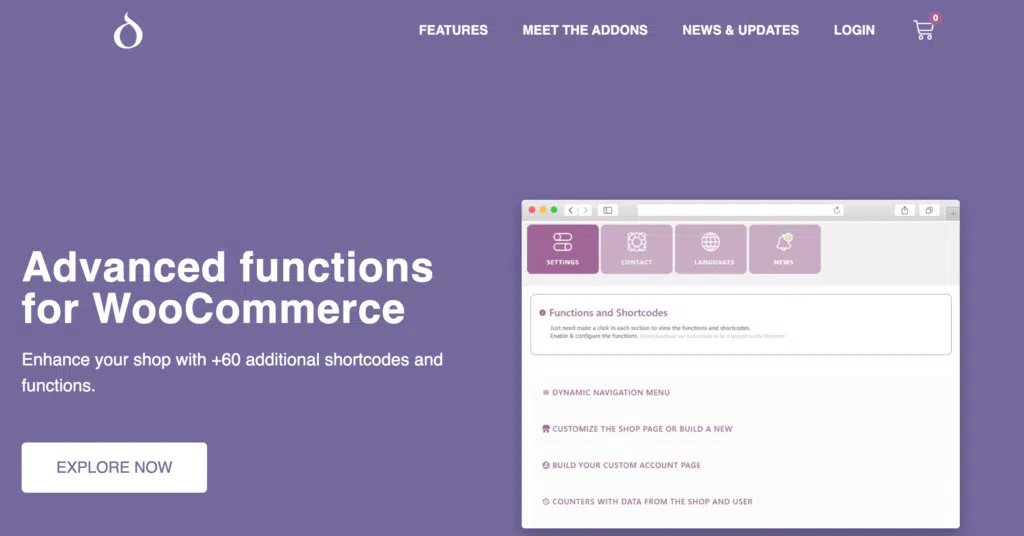 FEATURES
MEET THE ADDONS
NEWS & UPDATES
LOGIN
0
Advanced functions
for WooCommerce
Enhance your shop with +60 additional shortcodes and
functions.
EXPLORE NOW
SETTINGS
CONTACT
LANGUAGES
NEWS
Functions and Shortcodes
Just need make a click in each section to view the functions and shortcodes.
Enable & configure the functions.
DYNAMIC NAVIGATION MENU
CUSTOMIZE THE SHOP PAGE OR BUILD A NEW
BUILD YOUR CUSTOM ACCOUNT PAGE
COUNTERS WITH DATA FROM THE SHOP AND USER